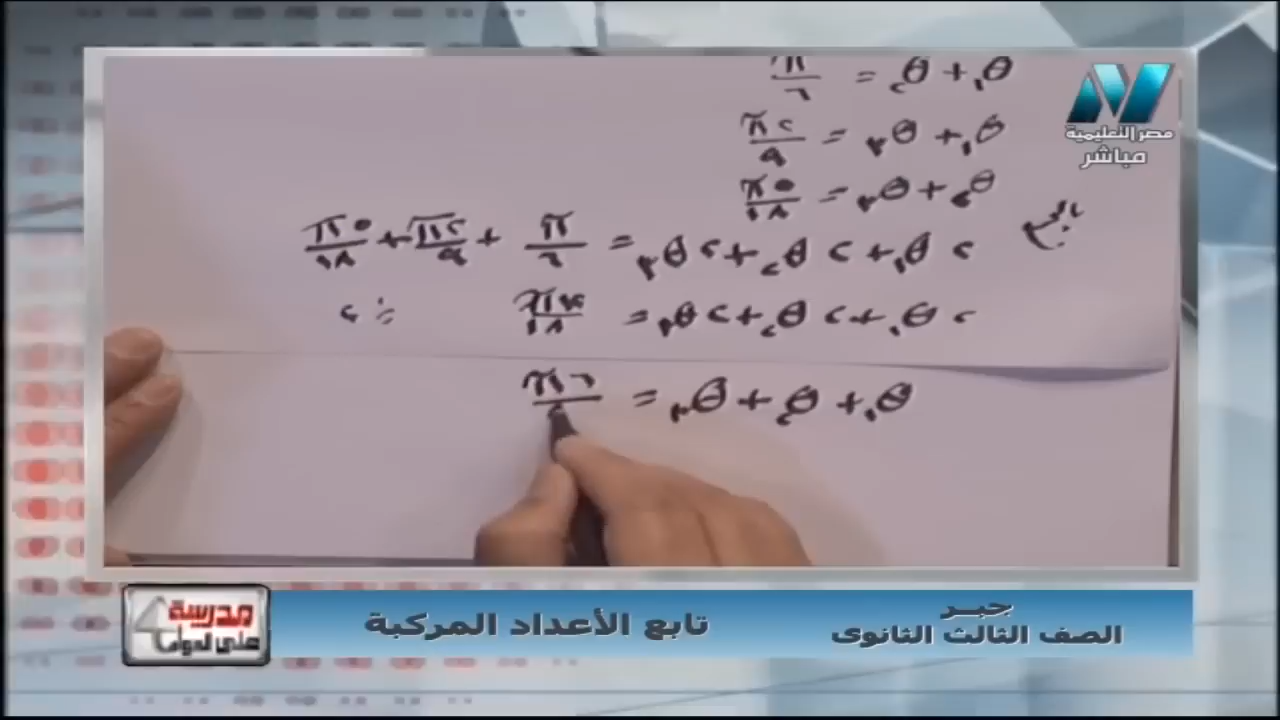 θ١ + θ٢ = π/٦
θ١ + θ٣ = ٢π/٩
θ٢ + θ٣ = ٥π/١٨
بالجمع
٢θ١ + ٢θ٢ + ٢θ٣ = π/٦ + ٢π/٩ + ٥π/١٨
٢θ١ + ٢θ٢ + ٢θ٣ = ١٢π/١٨ ÷ ٢
θ١ + θ٢ + θ٣ = ٦π
مصر التعليمية
مباشر
جبر
الصف الثالث الثانوى
تابع الأعداد المركبة
مدرسة
على الهواء